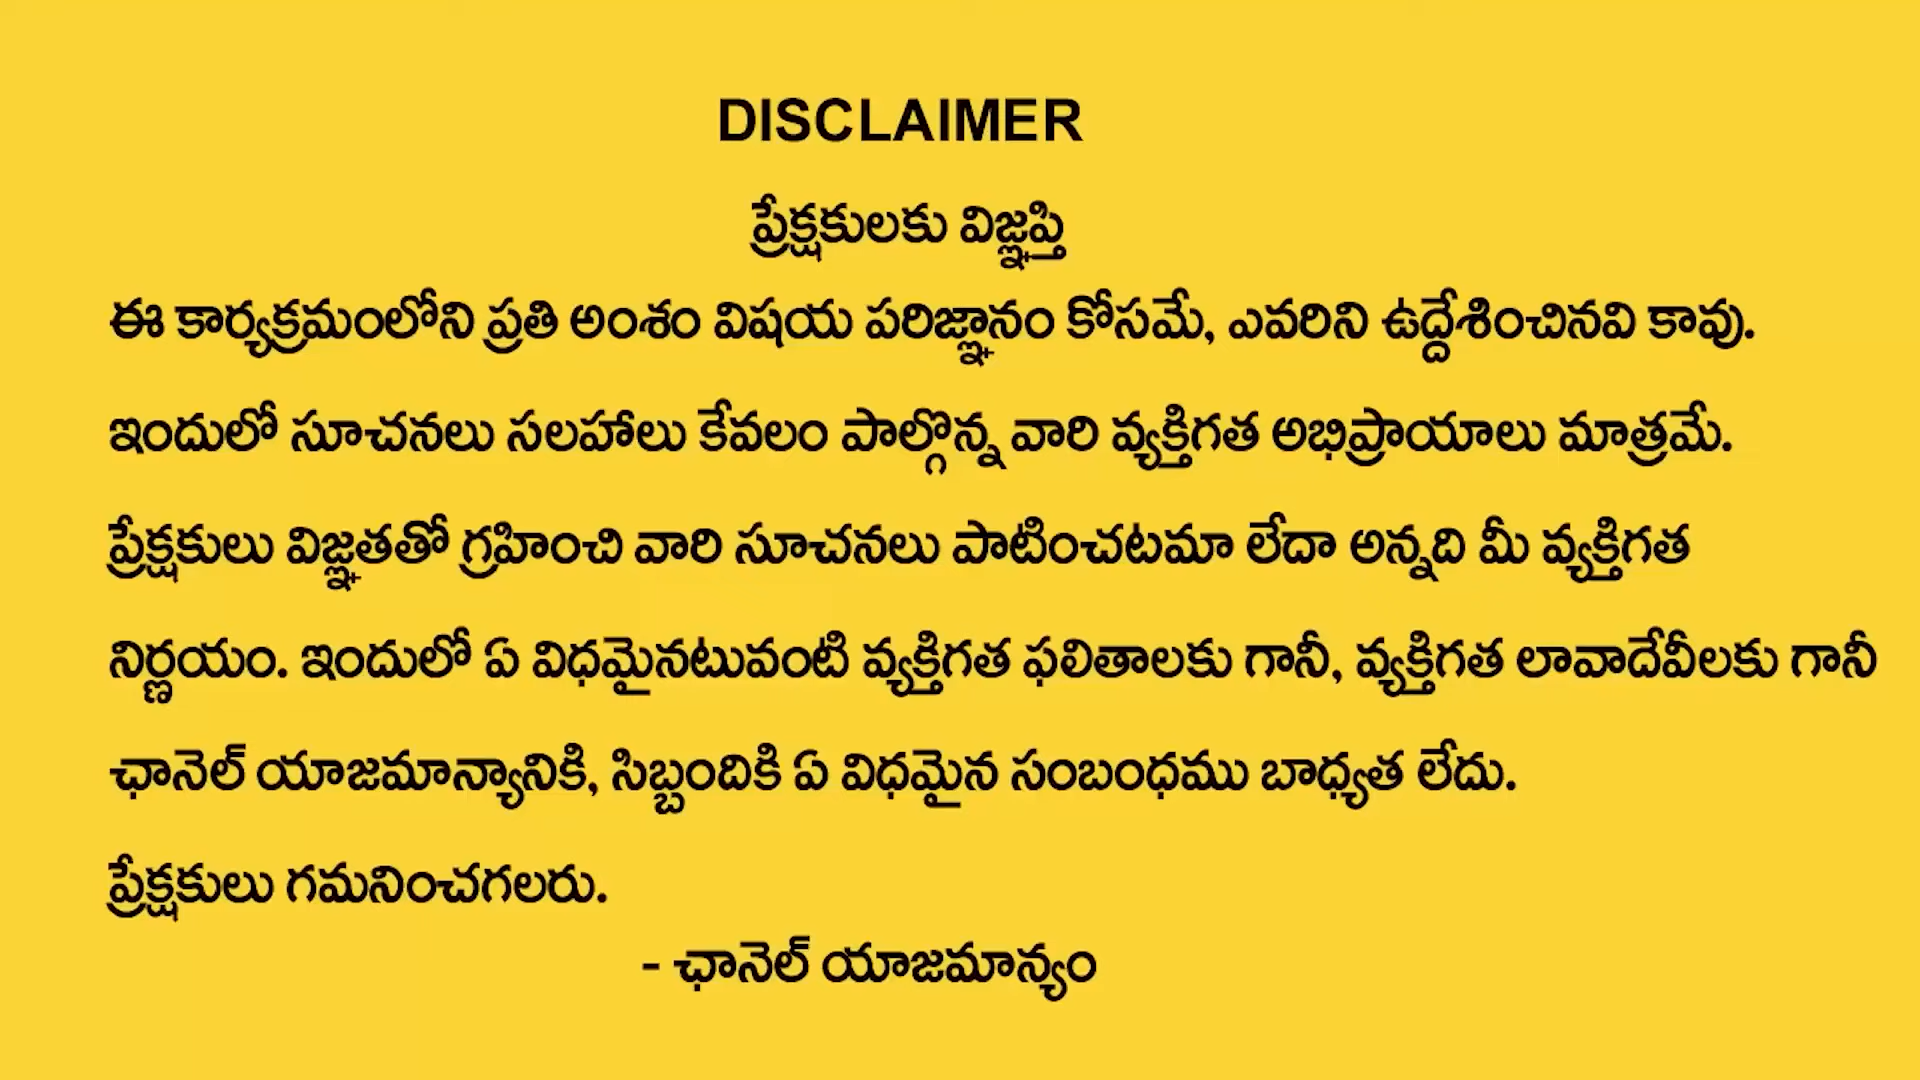 DISCLAIMER
ప్రేక్షకులకు విజ్ఞప్తి
ఈ కార్యక్రమంలోని ప్రతి అంశం విషయ పరిజ్ఞానం కోసమే, ఎవరిని ఉద్దేశించినవి కావు.
ఇందులో సూచనలు సలహాలు కేవలం పాల్గొన్న వారి వ్యక్తిగత అభిప్రాయాలు మాత్రమే.
ప్రేక్షకులు విజ్ఞతతో గ్రహించి వారి సూచనలు పాటించటమా లేదా అన్నది మీ వ్యక్తిగత
నిర్ణయం. ఇందులో ఏ విధమైనటువంటి వ్యక్తిగత ఫలితాలకు గానీ, వ్యక్తిగత లావాదేవీలకు గానీ
ఛానెల్ యాజమాన్యానికి, సిబ్బందికి ఏ విధమైన సంబంధము బాధ్యత లేదు.
ప్రేక్షకులు గమనించగలరు.
- ఛానెల్ యాజమాన్యం